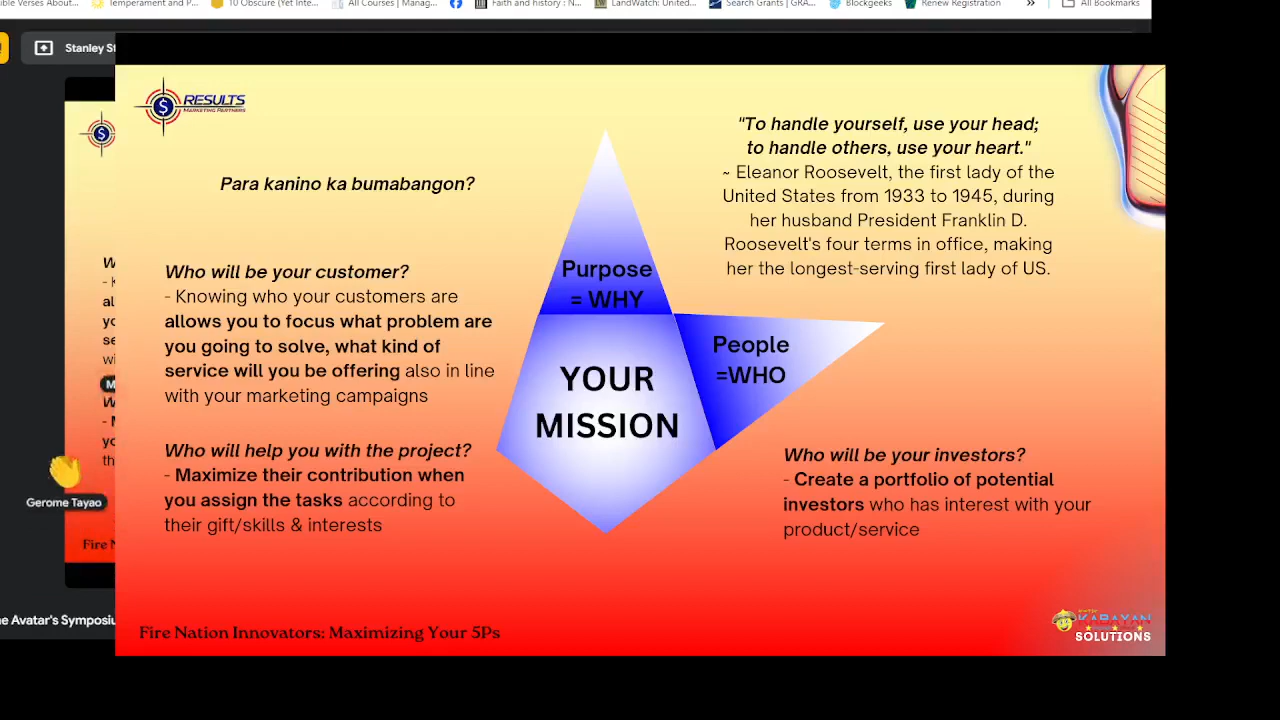 ible Verses About...
Temperament and P...
10 Obscure (Yet Inte...
All Courses | Manag...
Faith and history : N...
LandWatch: United...
Search Grants | GRA...
Blockgeeks
Renew Registration
»
All Bookmarks
Stanley St
RESULTS
MARKETING PARTNERS
Para kanino ka bumabangon?
"To handle yourself, use your head;
to handle others, use your heart."
~ Eleanor Roosevelt, the first lady of the
United States from 1933 to 1945, during
her husband President Franklin D.
Roosevelt's four terms in office, making
her the longest-serving first lady of US.
Who will be your customer?
- Knowing who your customers are
allows you to focus what problem are
you going to solve, what kind of
service will you be offering also in line
with your marketing campaigns
Purpose
= WHY
People
=WHO
YOUR
MISSION
Who will help you with the project?
- Maximize their contribution when
you assign the tasks according to
their gift/skills & interests
Who will be your investors?
- Create a portfolio of potential
investors who has interest with your
product/service
Gerome Tayao
Fire N
e Avatar's Symposiu
Fire Nation Innovators: Maximizing Your 5Ps
KABAYAN
SOLUTIONS